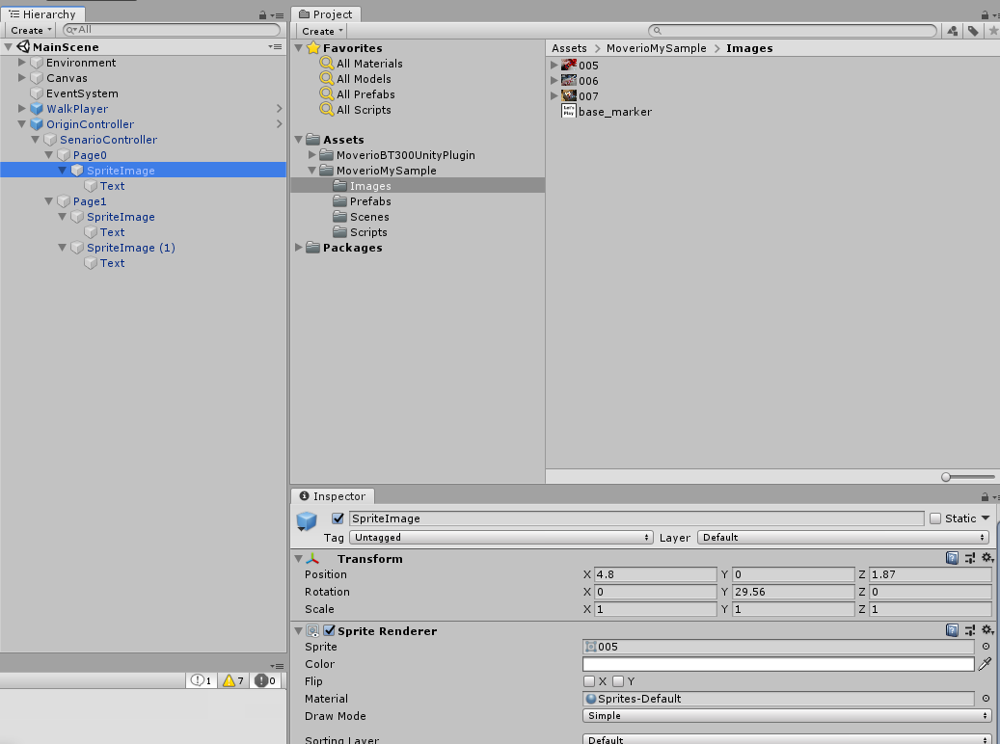 Hierarchy
Create
All
MainScene
Environment
Canvas
EventSystem
WalkPlayer
OriginController
SenarioController
Page0
SpriteImage
Text
Page1
SpriteImage
Text
SpriteImage (1)
Text
1 7 0
Project
Create
Favorites
All Materials
All Models
All Prefabs
All Scripts
Assets
MoverioBT300UnityPlugin
MoverioMySample
Images
Prefabs
Scenes
Scripts
Packages
Assets > MoverioMySample > Images
005
006
007
Let's
Play
base_marker
Inspector
SpriteImage Static
Tag Untagged Layer Default
Transform
Position X 4.8 Y 0 Z 1.87
Rotation X 0 Y 29.56 Z 0
Scale X 1 Y 1 Z 1
Sprite Renderer
Sprite 005
Color
Flip X Y
Material Sprites-Default
Draw Mode Simple
Sorting Layer Default